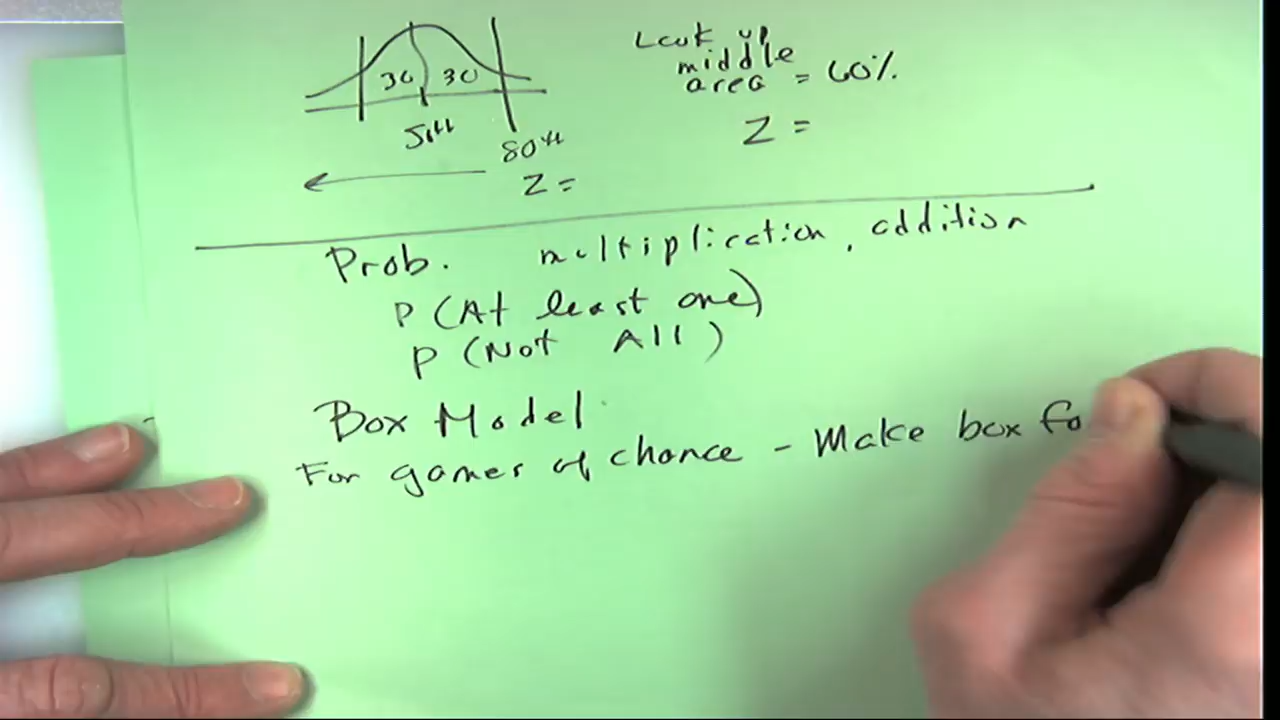 30 30
50th
80th
Z =
Look up
middle
area = 60%.
Z =
Prob. multiplication, addition
P (At least one)
P (Not All)
Box Model
For games of chance - Make box fo